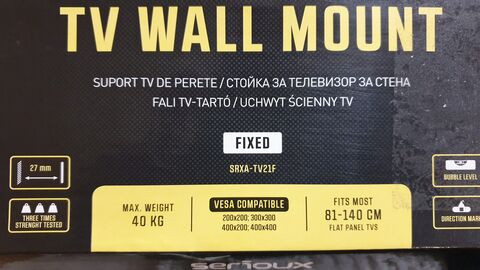 TV WALL MOUNT
SUPORT TV DE PERETE / СТОЙКА ЗА ТЕЛЕВИЗОР ЗА СТЕНА
FALI TV-TARTÓ / UCHWYT ŚCIENNY TV
FIXED
SRXA-TV21F
27 mm
BUBBLE LEVEL
THREE TIMES
STRENGHT TESTED
MAX. WEIGHT
40 KG
VESA COMPATIBLE
200x200; 300x300
400x200; 400x400
FITS MOST
81-140 CM
FLAT PANEL TVS
DIRECTION MARK
serioux